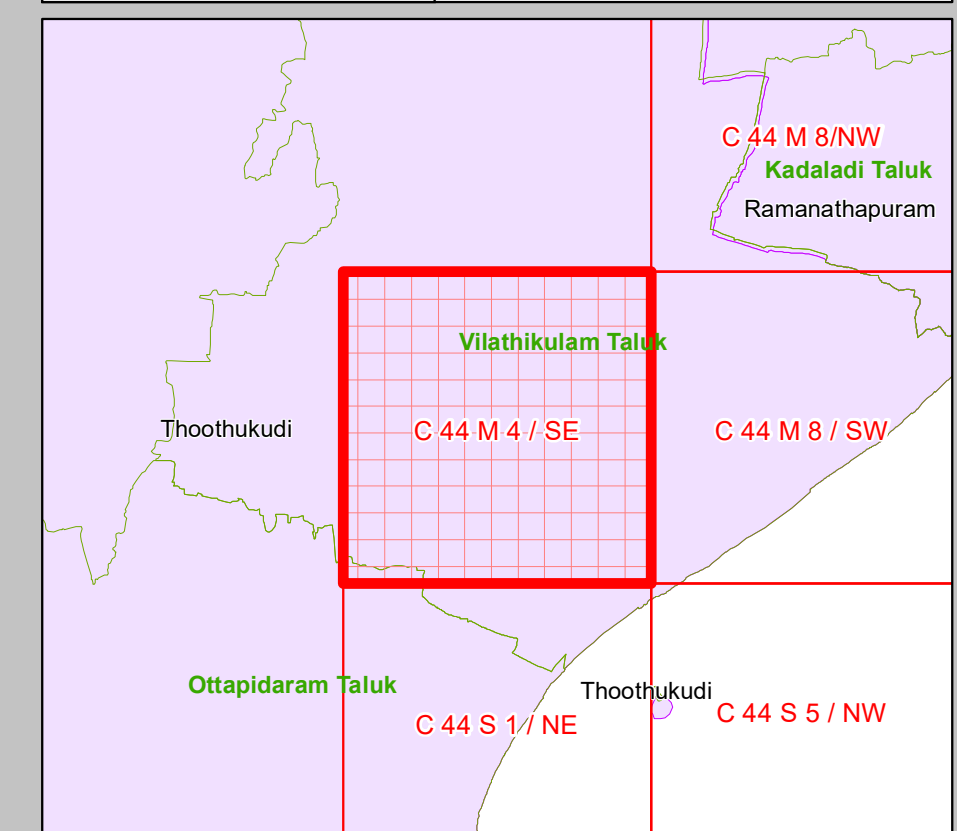 C 44 M 8/NW
Kadaladi Taluk
Ramanathapuram
Vilathikulam Taluk
Thoothukudi
C 44 M 4 / SE
C 44 M 8 / SW
Ottapidaram Taluk
Thoothukudi
C 44 S 1 / NE
C 44 S 5 / NW